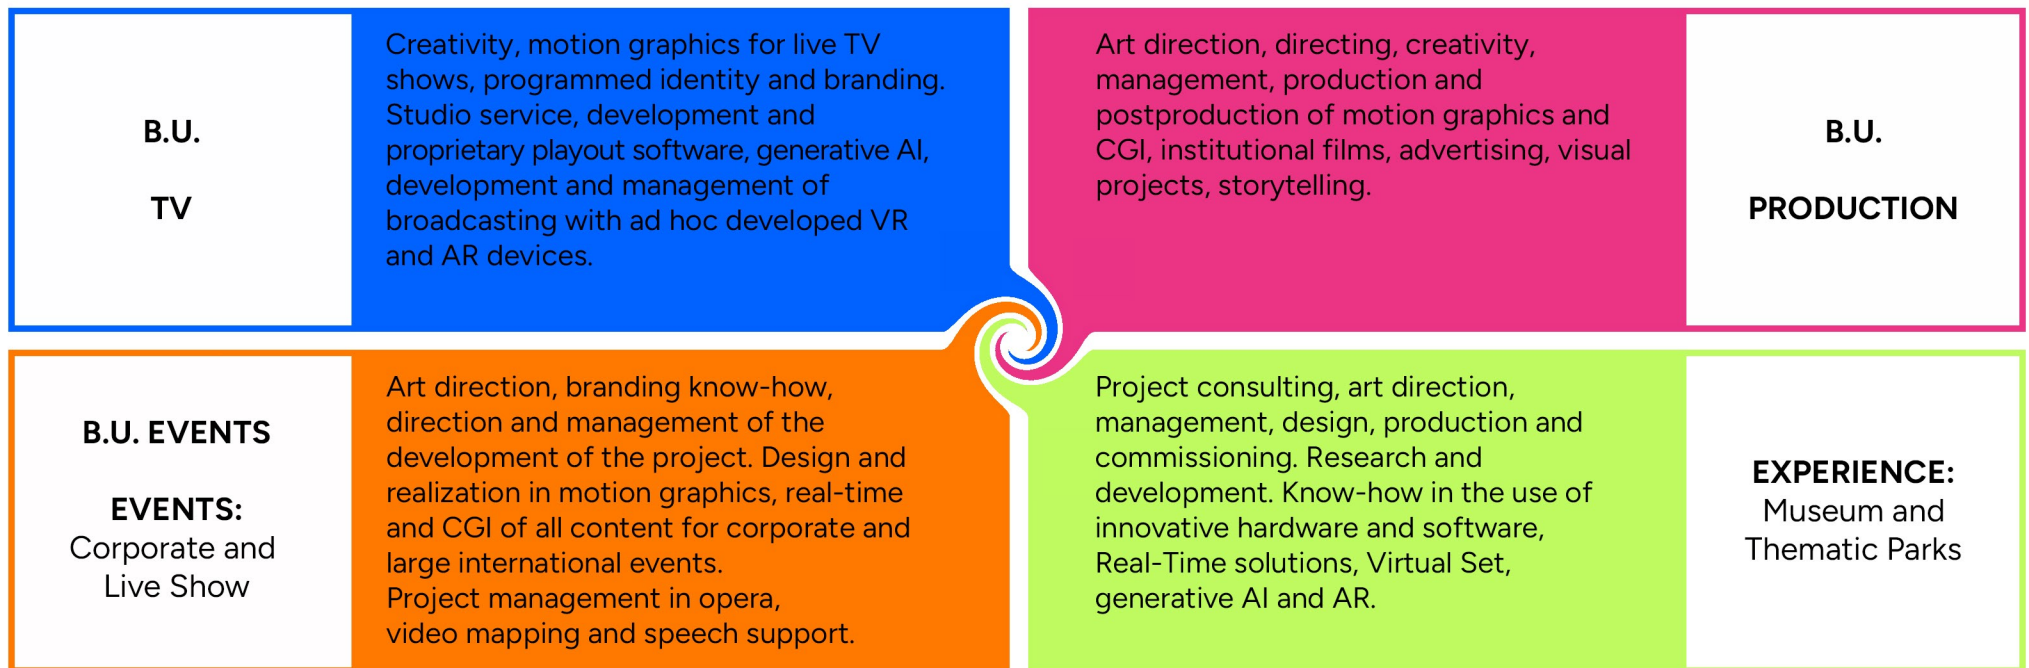 B.U.
TV
Creativity, motion graphics for live TV
shows, programmed identity and branding.
Studio service, development and
proprietary playout software, generative AI,
development and management of
broadcasting with ad hoc developed VR
and AR devices.
Art direction, directing, creativity,
management, production and
postproduction of motion graphics and
CGI, institutional films, advertising, visual
projects, storytelling.
B.U.
PRODUCTION
B.U. EVENTS
EVENTS:
Corporate and
Live Show
Art direction, branding know-how,
direction and management of the
development of the project. Design and
realization in motion graphics, real-time
and CGI of all content for corporate and
large international events.
Project management in opera,
video mapping and speech support.
Project consulting, art direction,
management, design, production and
commissioning. Research and
development. Know-how in the use of
innovative hardware and software,
Real-Time solutions, Virtual Set,
generative AI and AR.
EXPERIENCE:
Museum and
Thematic Parks